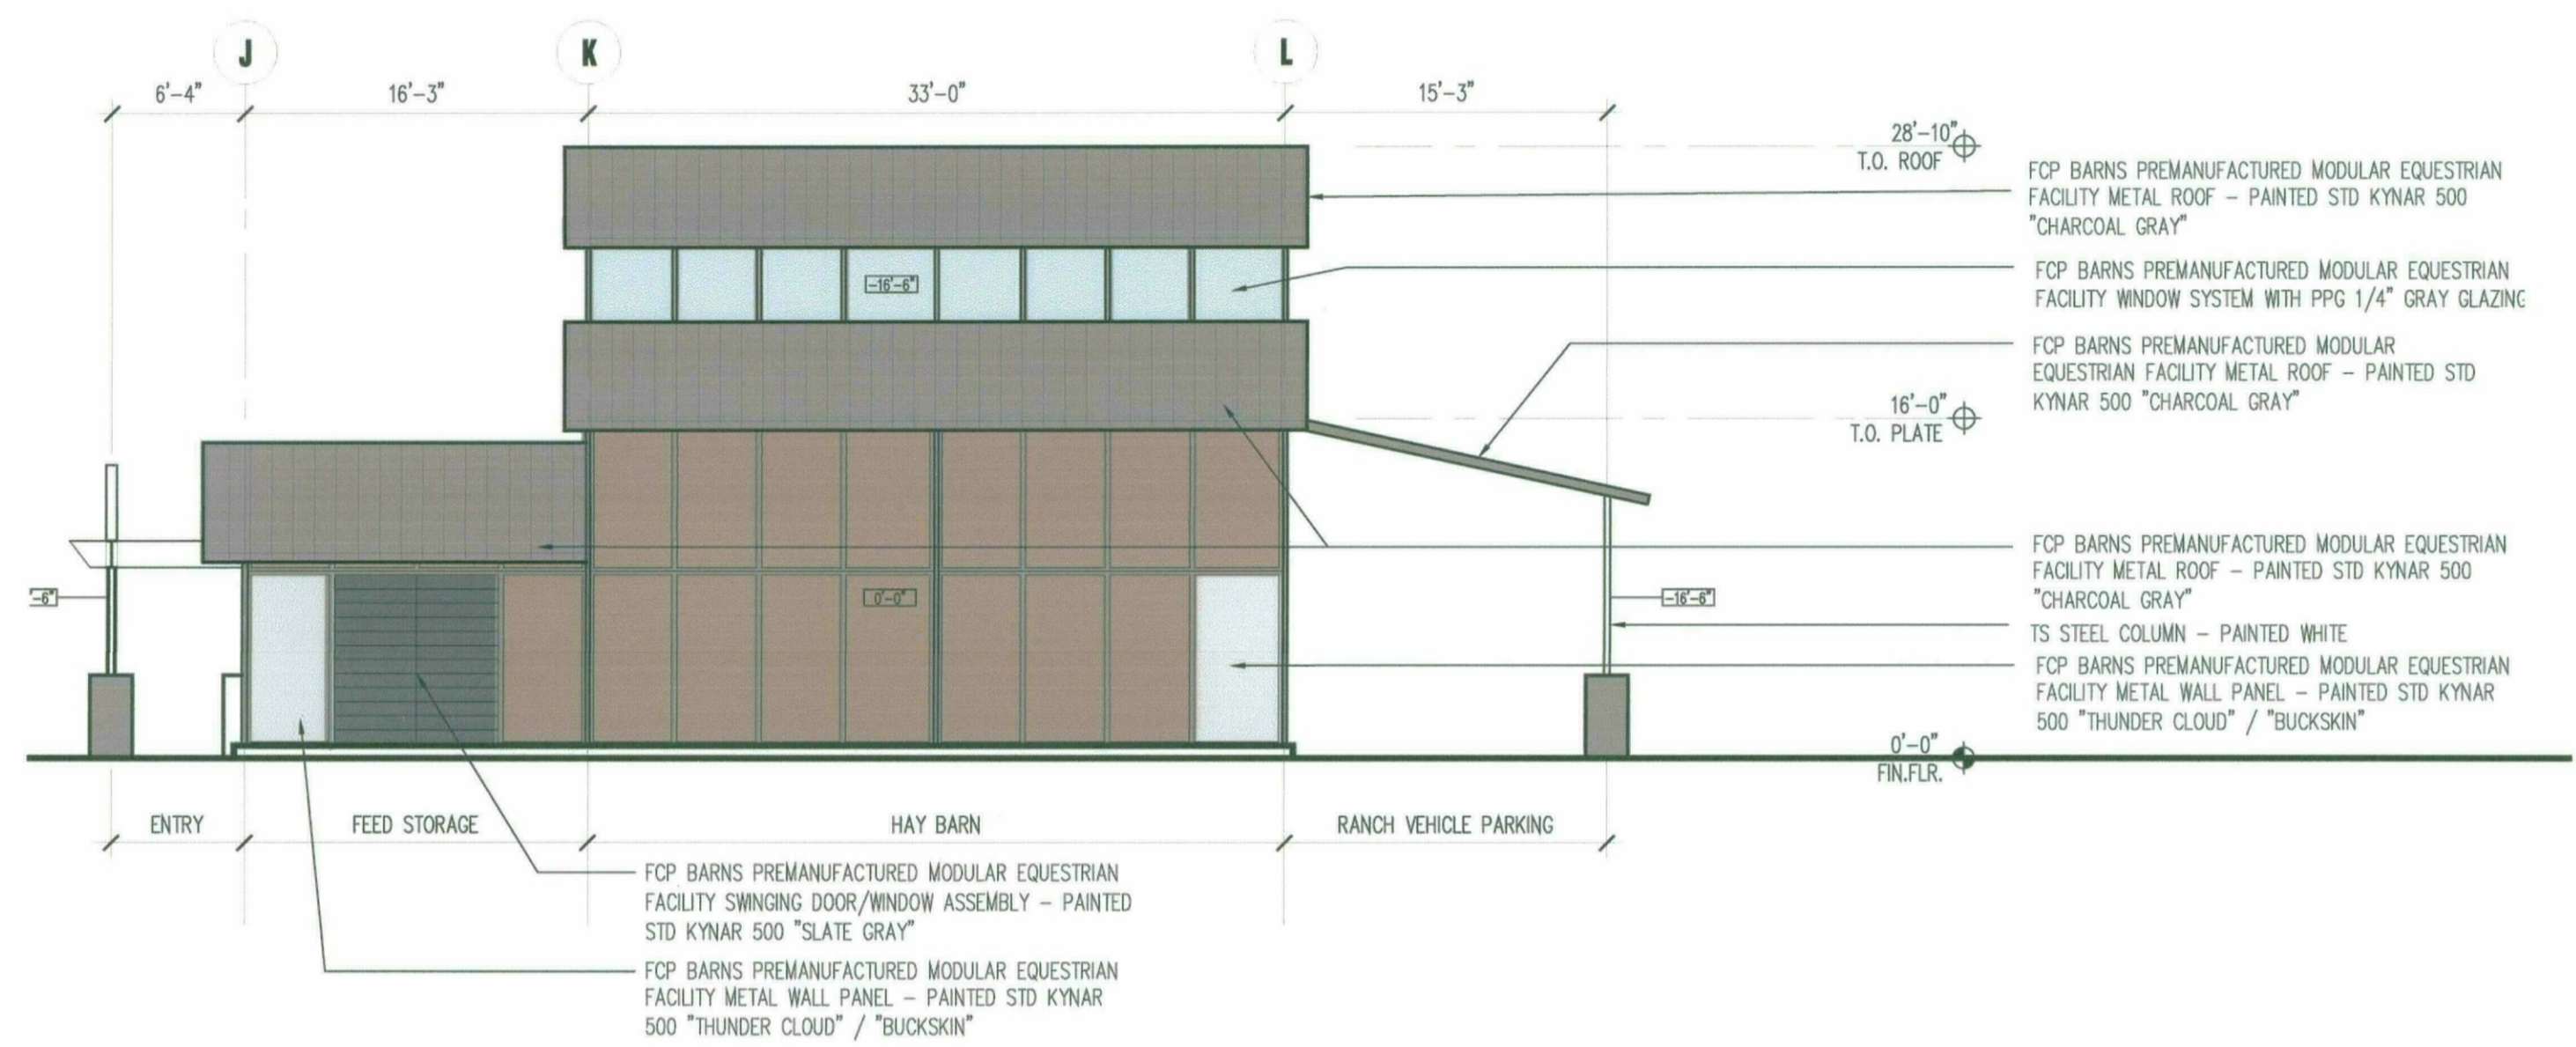 J K L
6'-4" 16'-3" 33'-0" 15'-3"
28'-10"
T.O. ROOF
FCP BARNS PREMANUFACTURED MODULAR EQUESTRIAN
FACILITY METAL ROOF - PAINTED STD KYNAR 500
"CHARCOAL GRAY"
-16'-6"
FCP BARNS PREMANUFACTURED MODULAR EQUESTRIAN
FACILITY WINDOW SYSTEM WITH PPG 1/4" GRAY GLAZING
FCP BARNS PREMANUFACTURED MODULAR
EQUESTRIAN FACILITY METAL ROOF - PAINTED STD
KYNAR 500 "CHARCOAL GRAY"
16'-0"
T.O. PLATE
FCP BARNS PREMANUFACTURED MODULAR EQUESTRIAN
FACILITY METAL ROOF - PAINTED STD KYNAR 500
"CHARCOAL GRAY"
'-6" 0'-0" -16'-6"
TS STEEL COLUMN - PAINTED WHITE
FCP BARNS PREMANUFACTURED MODULAR EQUESTRIAN
FACILITY METAL WALL PANEL - PAINTED STD KYNAR
500 "THUNDER CLOUD" / "BUCKSKIN"
0'-0"
FIN.FLR.
ENTRY FEED STORAGE HAY BARN RANCH VEHICLE PARKING
FCP BARNS PREMANUFACTURED MODULAR EQUESTRIAN
FACILITY SWINGING DOOR/WINDOW ASSEMBLY - PAINTED
STD KYNAR 500 "SLATE GRAY"
FCP BARNS PREMANUFACTURED MODULAR EQUESTRIAN
FACILITY METAL WALL PANEL - PAINTED STD KYNAR
500 "THUNDER CLOUD" / "BUCKSKIN"